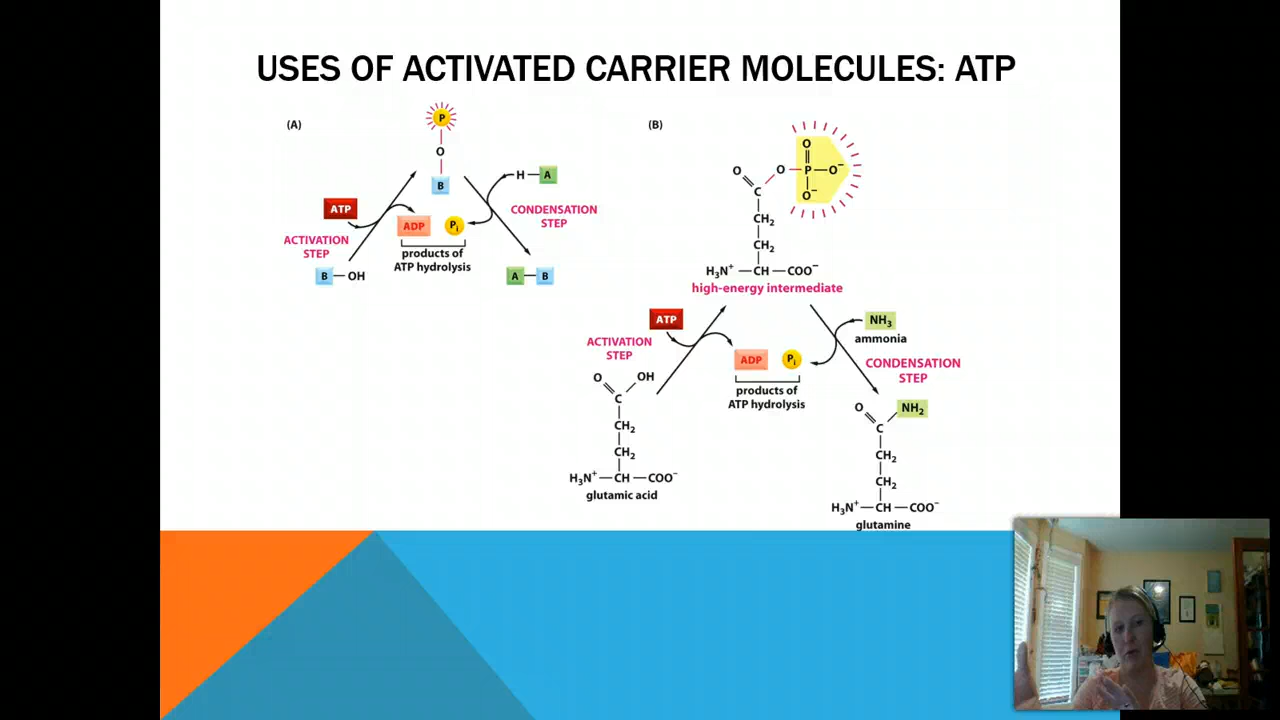 USES OF ACTIVATED CARRIER MOLECULES: ATP
(A)
P
O
B
H—A
ATP
ADP
Pi
CONDENSATION
STEP
ACTIVATION
STEP
products of
ATP hydrolysis
B—OH
A—B
(B)
O
O
O
P—O⁻
O⁻
C
CH₂
CH₂
H₃N⁺—CH—COO⁻
high-energy intermediate
ATP
NH₃
ammonia
ACTIVATION
STEP
ADP
Pi
CONDENSATION
STEP
products of
ATP hydrolysis
O
OH
C
CH₂
CH₂
H₃N⁺—CH—COO⁻
glutamic acid
O
NH₂
C
CH₂
CH₂
H₃N⁺—CH—COO⁻
glutamine